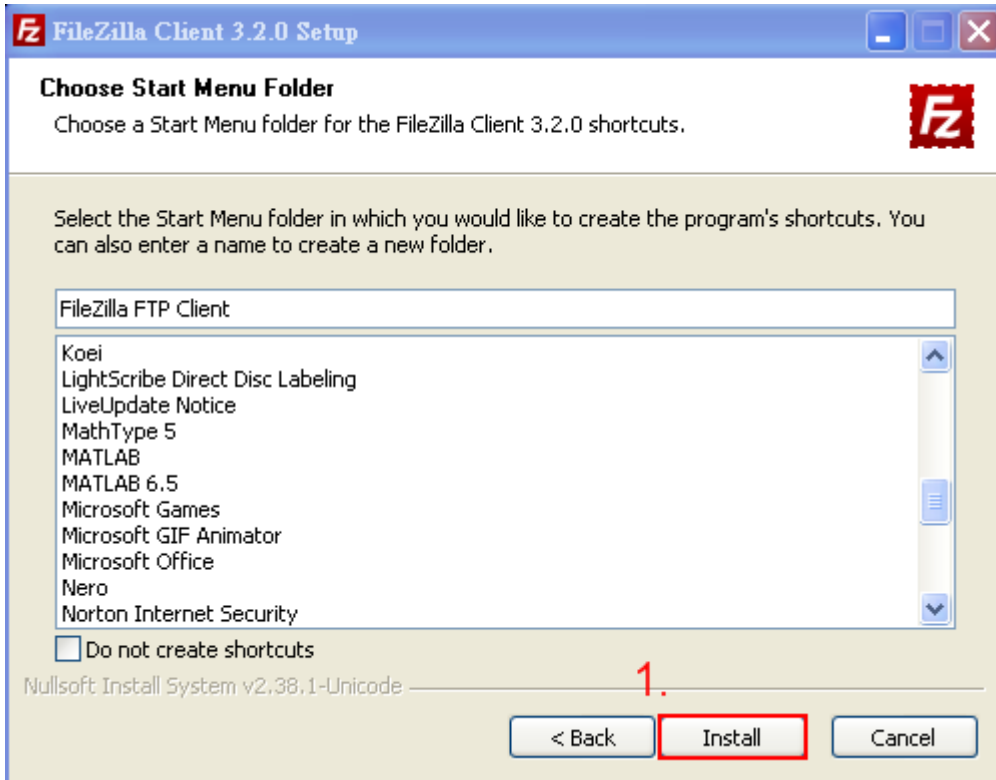 FileZilla Client 3.2.0 Setup
Choose Start Menu Folder
Choose a Start Menu folder for the FileZilla Client 3.2.0 shortcuts.
Fz
Select the Start Menu folder in which you would like to create the program's shortcuts. You
can also enter a name to create a new folder.
FileZilla FTP Client
Koei
LightScribe Direct Disc Labeling
LiveUpdate Notice
MathType 5
MATLAB
MATLAB 6.5
Microsoft Games
Microsoft GIF Animator
Microsoft Office
Nero
Norton Internet Security
Do not create shortcuts
Nullsoft Install System v2.38.1-Unicode
1.
< Back
Install
Cancel